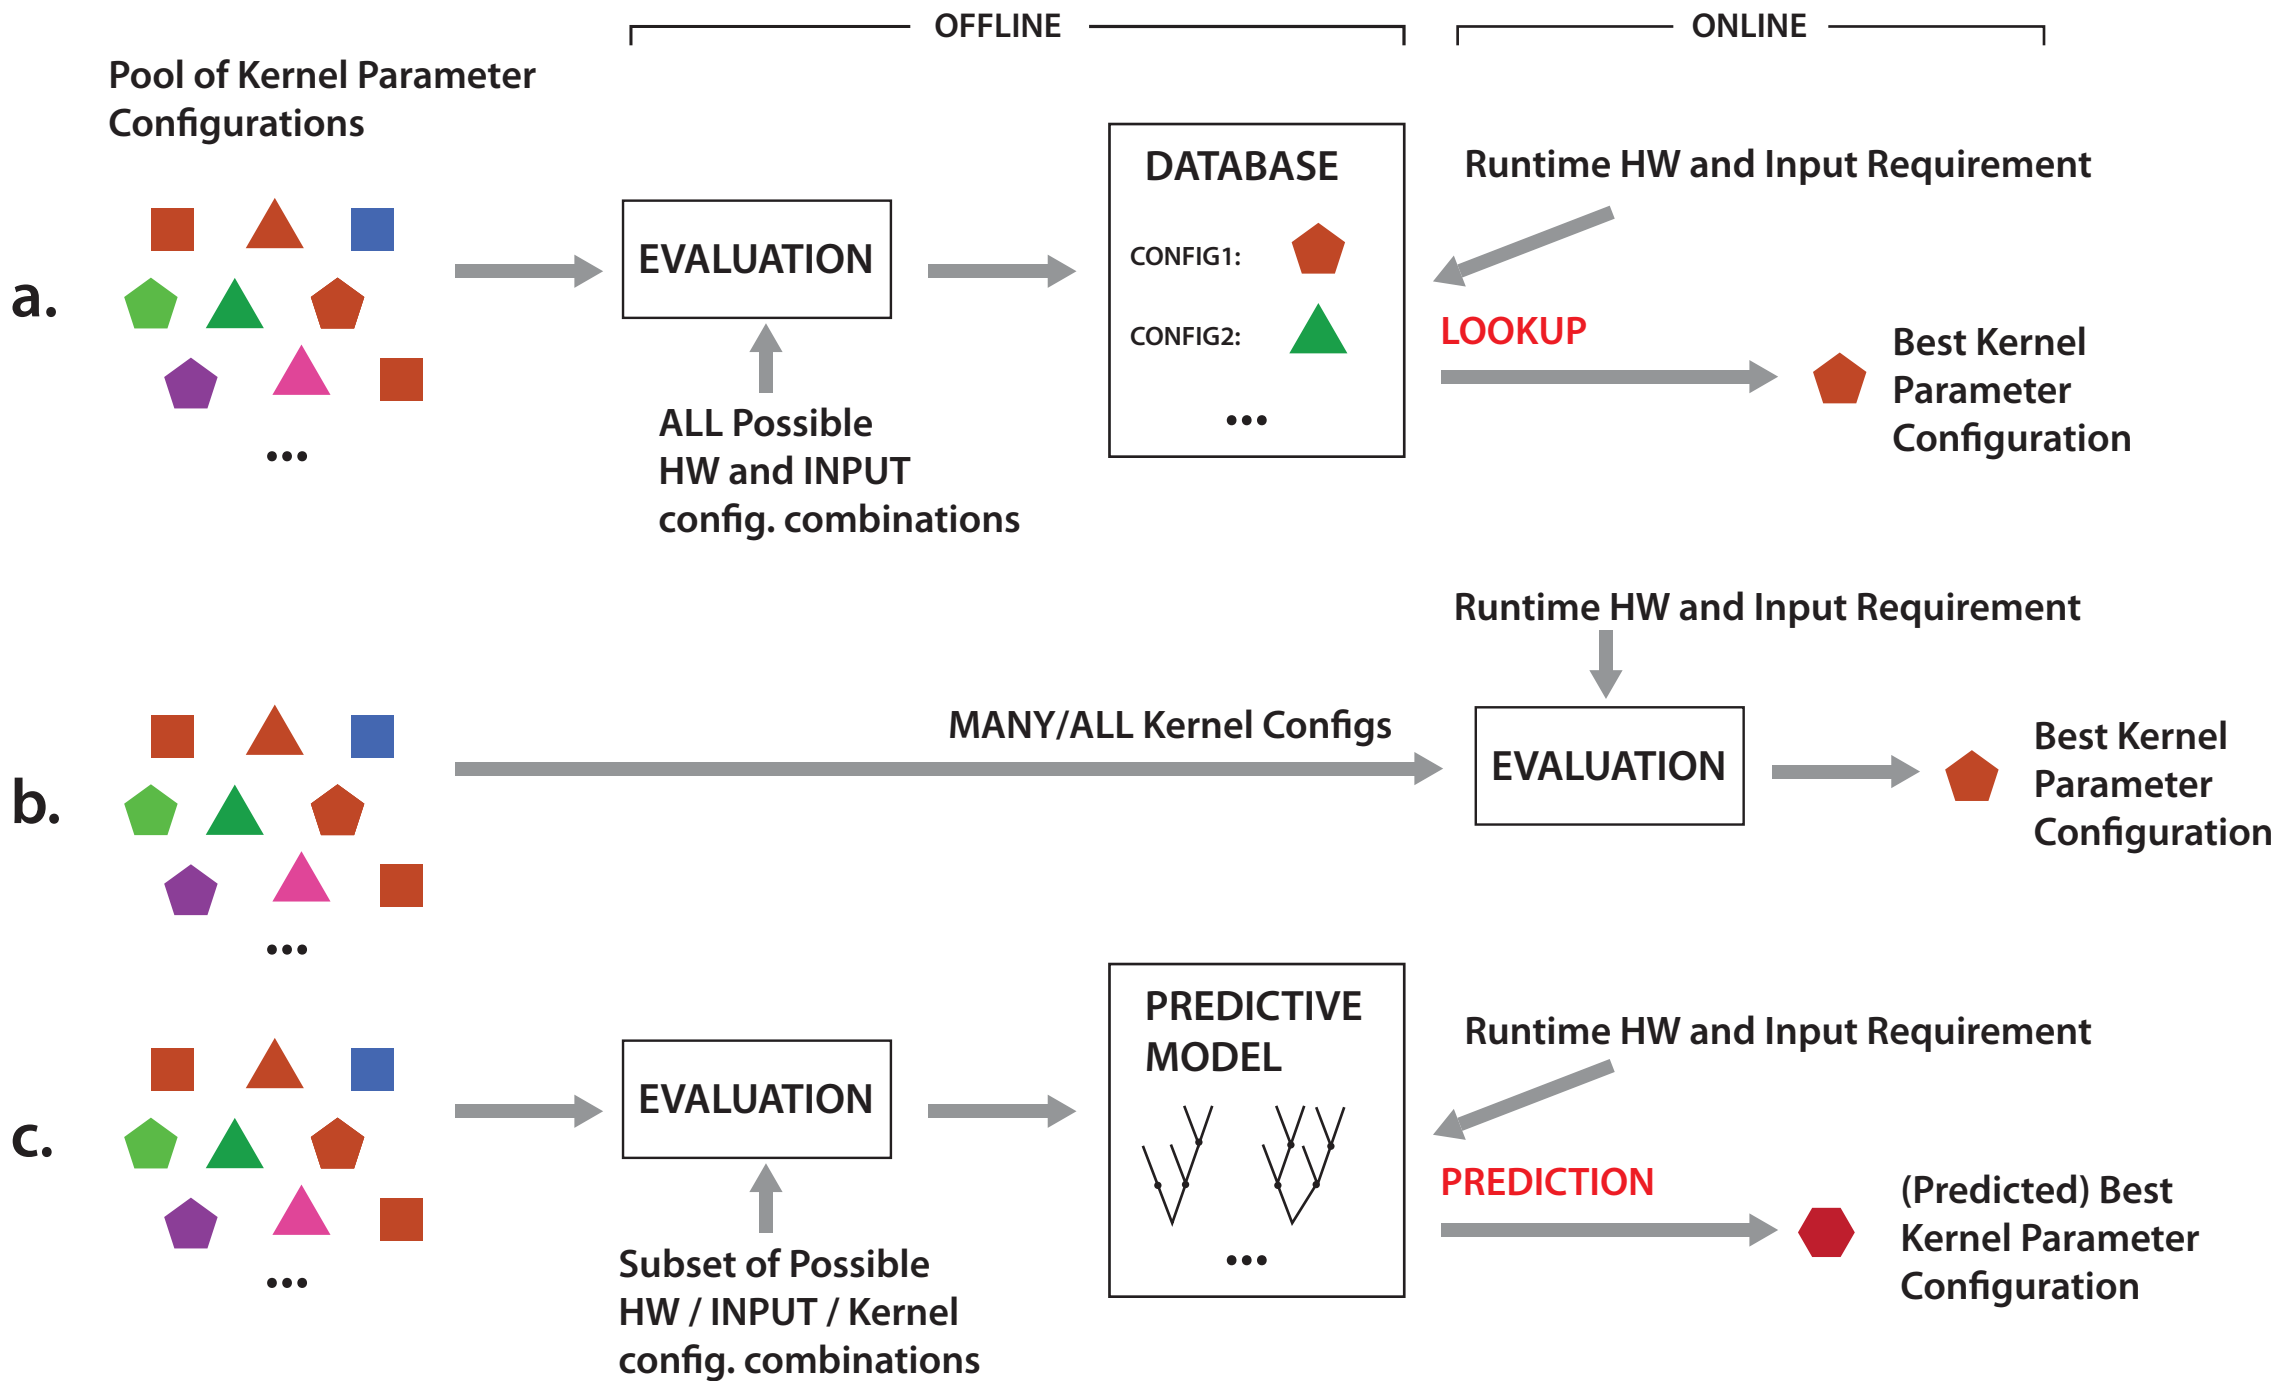 OFFLINE
ONLINE
Pool of Kernel Parameter
Configurations
a.
EVALUATION
ALL Possible
HW and INPUT
config. combinations
DATABASE
CONFIG1:
CONFIG2:
...
Runtime HW and Input Requirement
LOOKUP
Best Kernel
Parameter
Configuration
...
b.
MANY/ALL Kernel Configs
Runtime HW and Input Requirement
EVALUATION
Best Kernel
Parameter
Configuration
...
c.
EVALUATION
Subset of Possible
HW / INPUT / Kernel
config. combinations
PREDICTIVE
MODEL
...
Runtime HW and Input Requirement
PREDICTION
(Predicted) Best
Kernel Parameter
Configuration
...